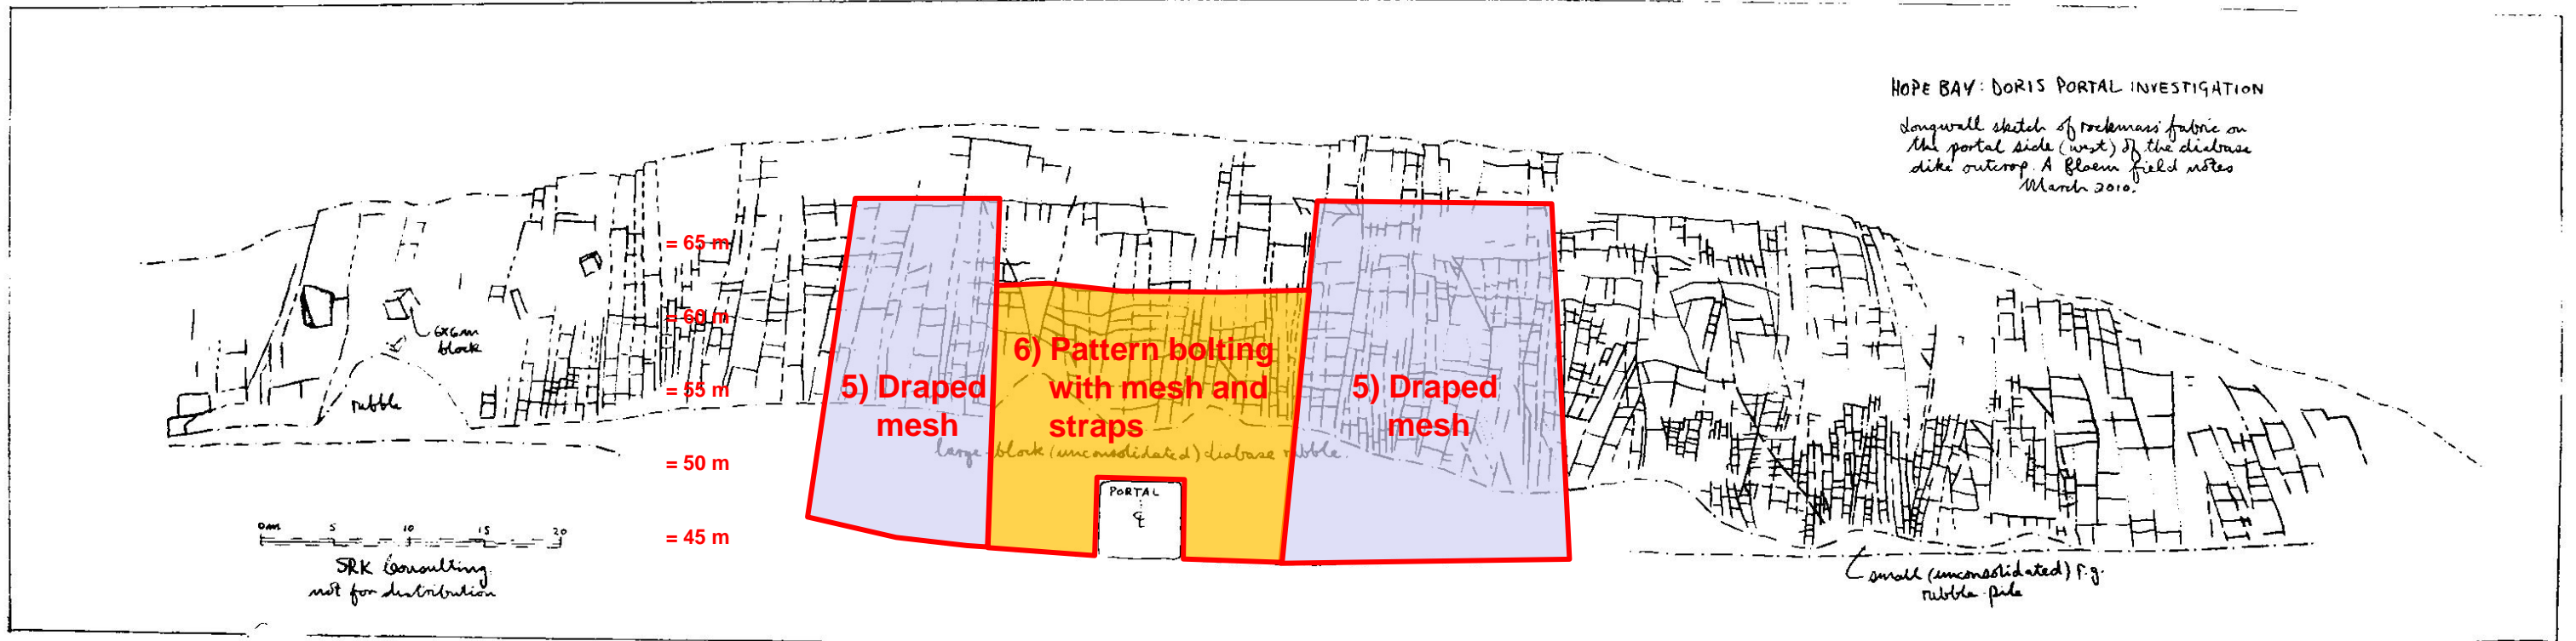 HOPE BAY: DORIS PORTAL INVESTIGATION
Longwall sketch of rockmass fabric on
the portal side (west) of the diabase
dike outcrop. A Bloem field notes
March 2010.
= 65 m
= 60 m
= 55 m
= 50 m
= 45 m
6x6m
block
rubble
5) Draped
mesh
6) Pattern bolting
with mesh and
straps
5) Draped
mesh
large block (unconsolidated) diabase rubble
PORTAL
℄
0m 5 10 15 20
SRK Consulting
not for distribution
small (unconsolidated) f.g.
rubble pile